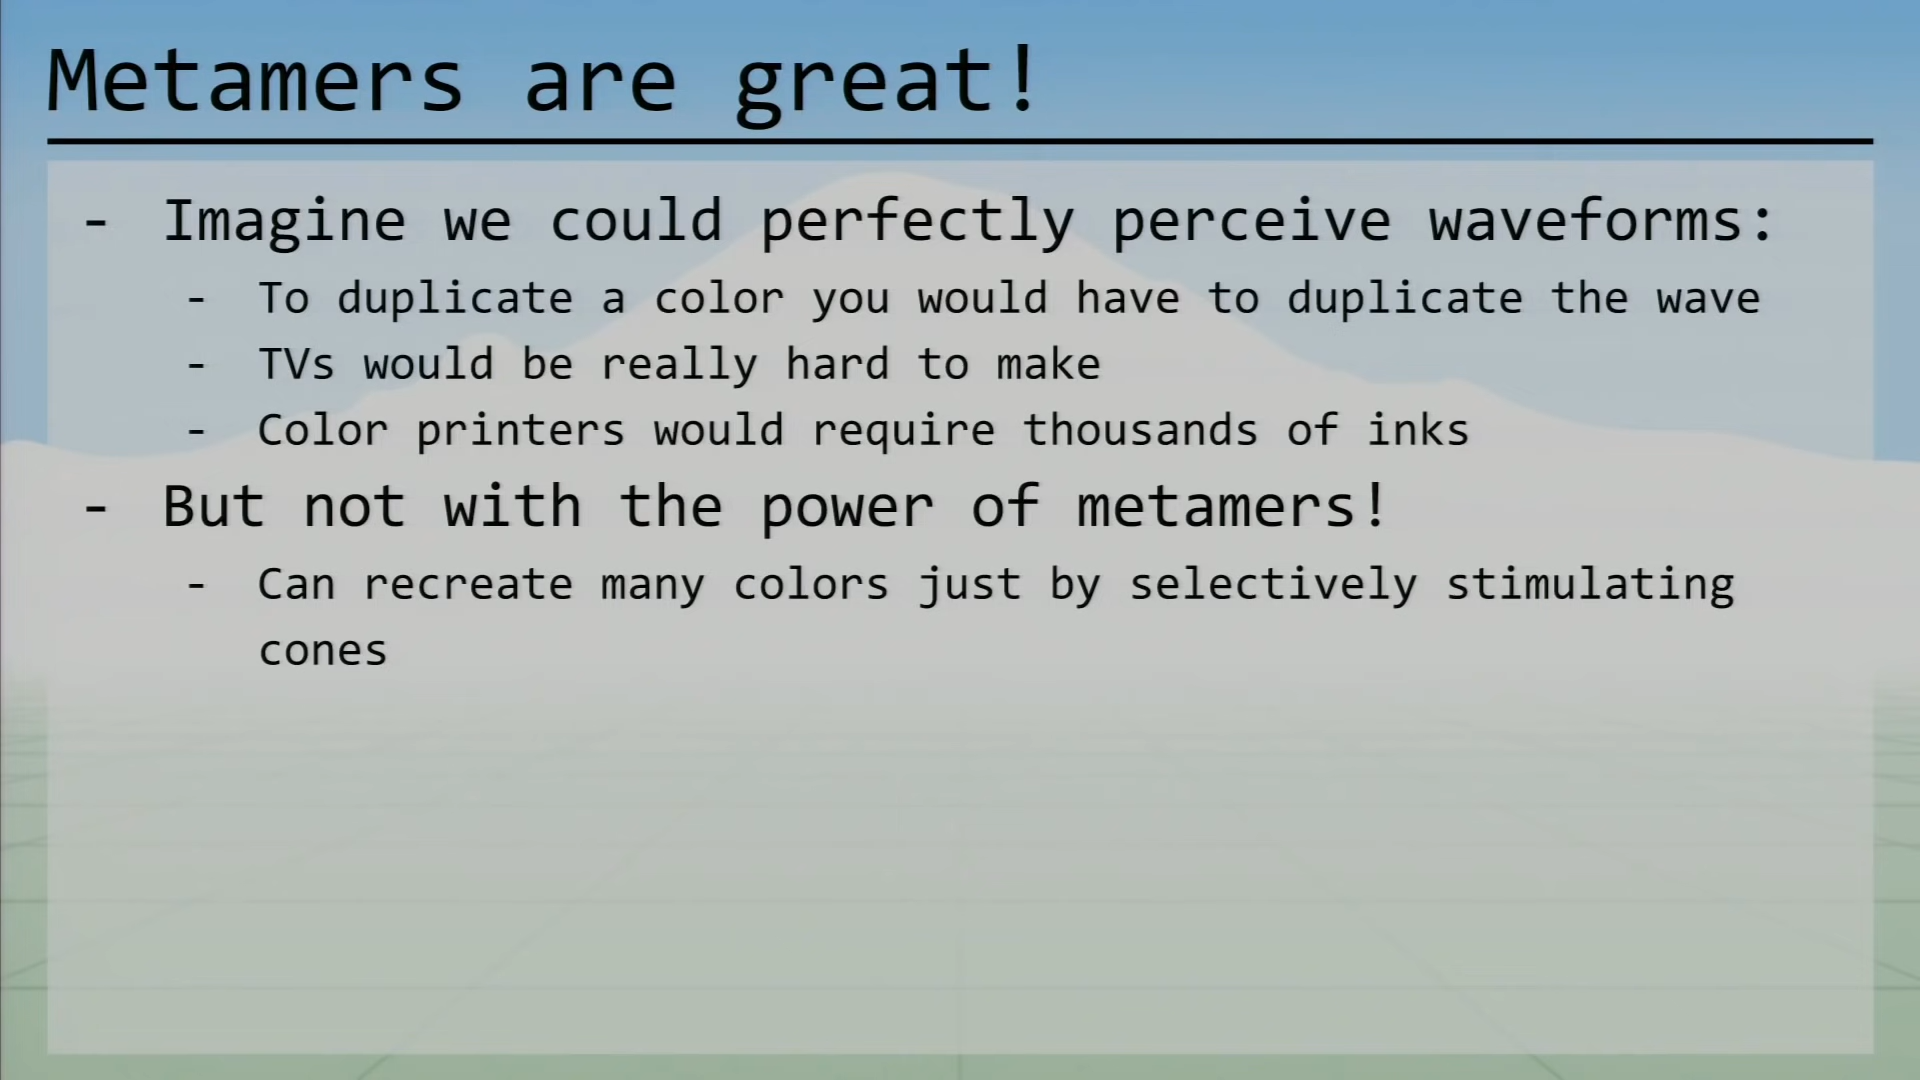 Metamers are great!
- Imagine we could perfectly perceive waveforms:
- To duplicate a color you would have to duplicate the wave
- TVs would be really hard to make
- Color printers would require thousands of inks
- But not with the power of metamers!
- Can recreate many colors just by selectively stimulating
cones